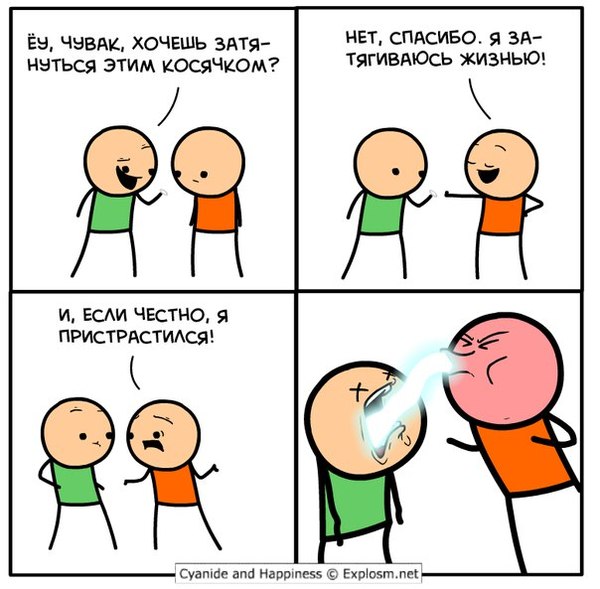 ЁУ, ЧУВАК, ХОЧЕШЬ ЗАТЯ-
НУТЬСЯ ЭТИМ КОСЯЧКОМ?
НЕТ, СПАСИБО. Я ЗА-
ТЯГИВАЮСЬ ЖИЗНЬЮ!
И, ЕСЛИ ЧЕСТНО, Я
ПРИСТРАСТИЛСЯ!
Cyanide and Happiness © Explosm.net